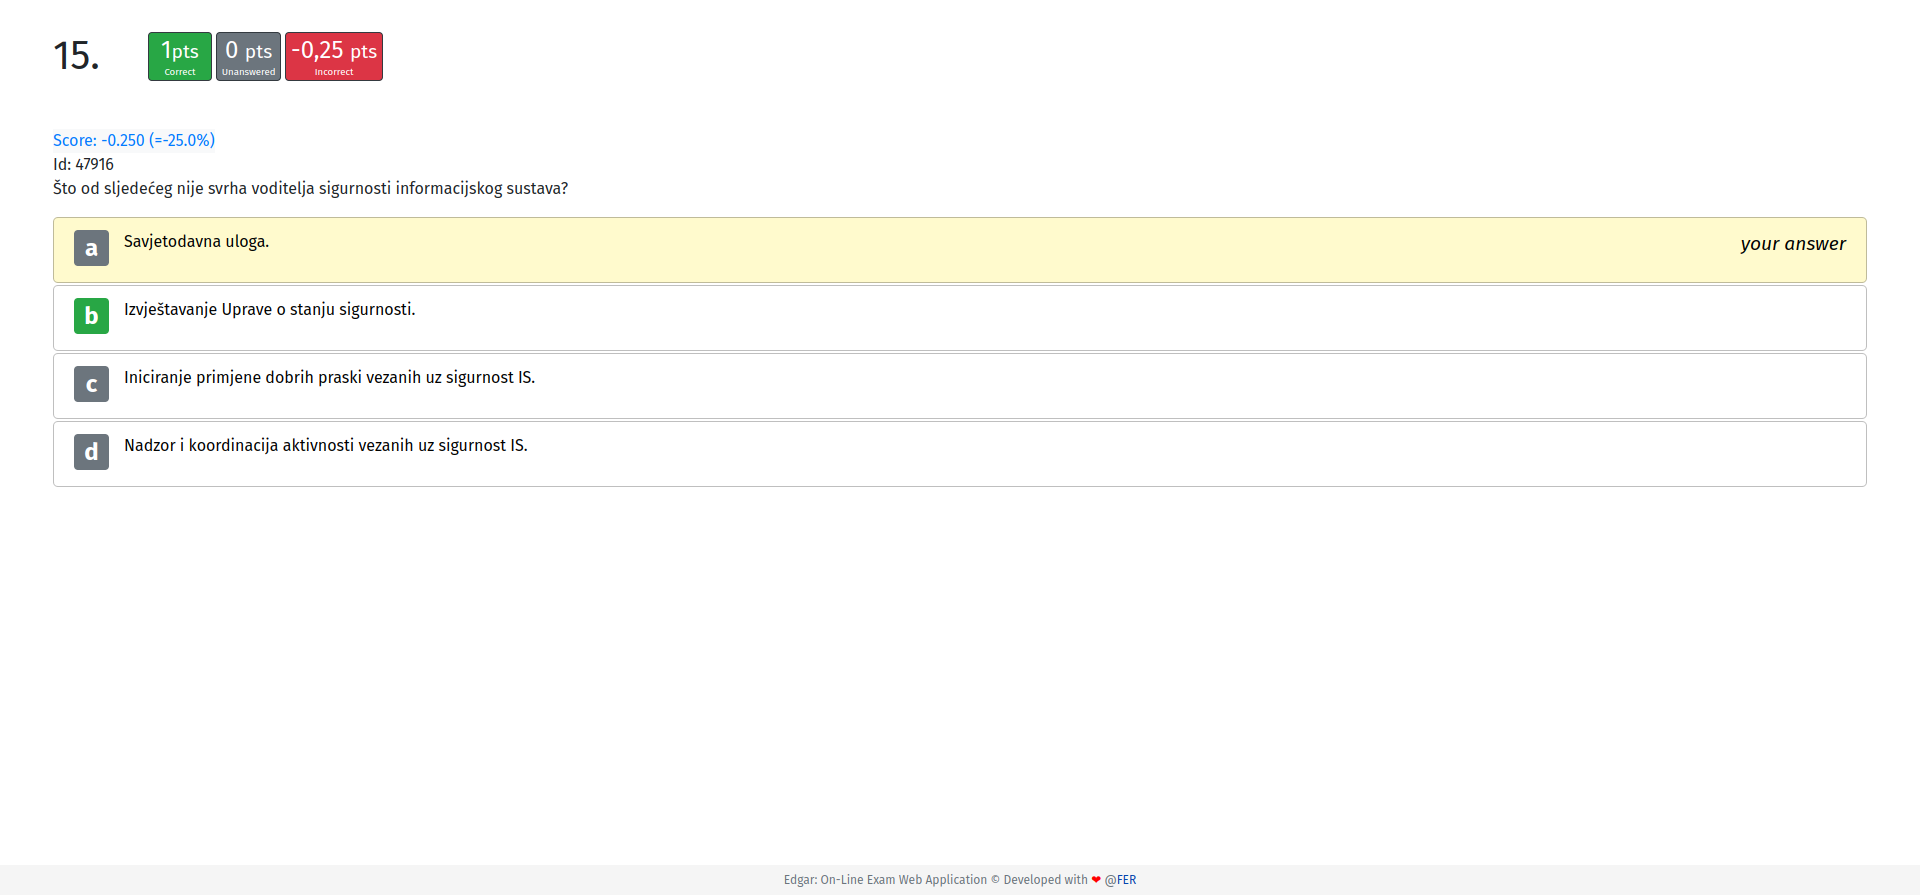 15.
1pts
Correct
0 pts
Unanswered
-0,25 pts
Incorrect
Score: -0.250 (=-25.0%)
Id: 47916
Što od sljedećeg nije svrha voditelja sigurnosti informacijskog sustava?
a Savjetodavna uloga. your answer
b Izvještavanje Uprave o stanju sigurnosti.
c Iniciranje primjene dobrih praski vezanih uz sigurnost IS.
d Nadzor i koordinacija aktivnosti vezanih uz sigurnost IS.
Edgar: On-Line Exam Web Application © Developed with ❤ @FER